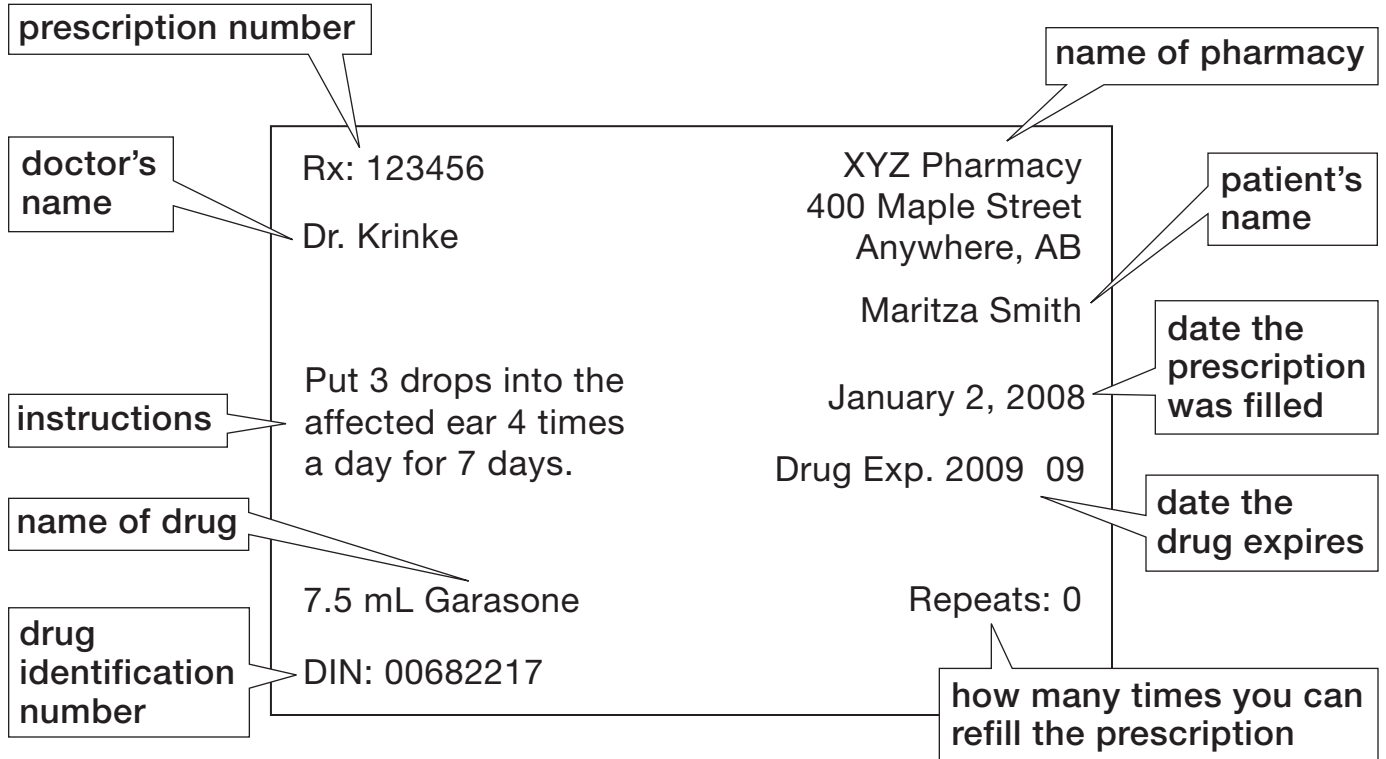 prescription number
name of pharmacy
doctor’s
name
Rx: 123456
Dr. Krinke
XYZ Pharmacy
400 Maple Street
Anywhere, AB
patient’s
name
Maritza Smith
instructions
Put 3 drops into the
affected ear 4 times
a day for 7 days.
January 2, 2008
date the
prescription
was filled
Drug Exp. 2009 09
date the
drug expires
name of drug
7.5 mL Garasone
Repeats: 0
drug
identification
number
DIN: 00682217
how many times you can
refill the prescription